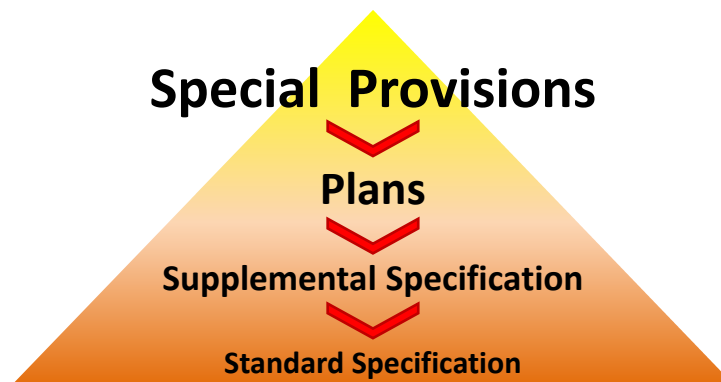 Special Provisions
Plans
Supplemental Specification
Standard Specification